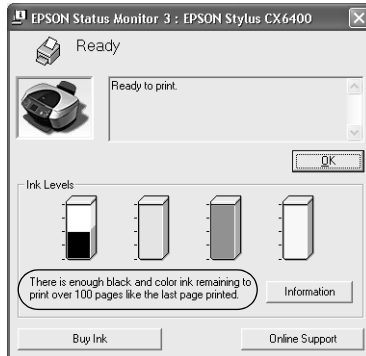 EPSON Status Monitor 3 : EPSON Stylus CX6400
Ready
Ready to print.
OK
Ink Levels
There is enough black and color ink remaining to
print over 100 pages like the last page printed.
Information
Buy Ink
Online Support